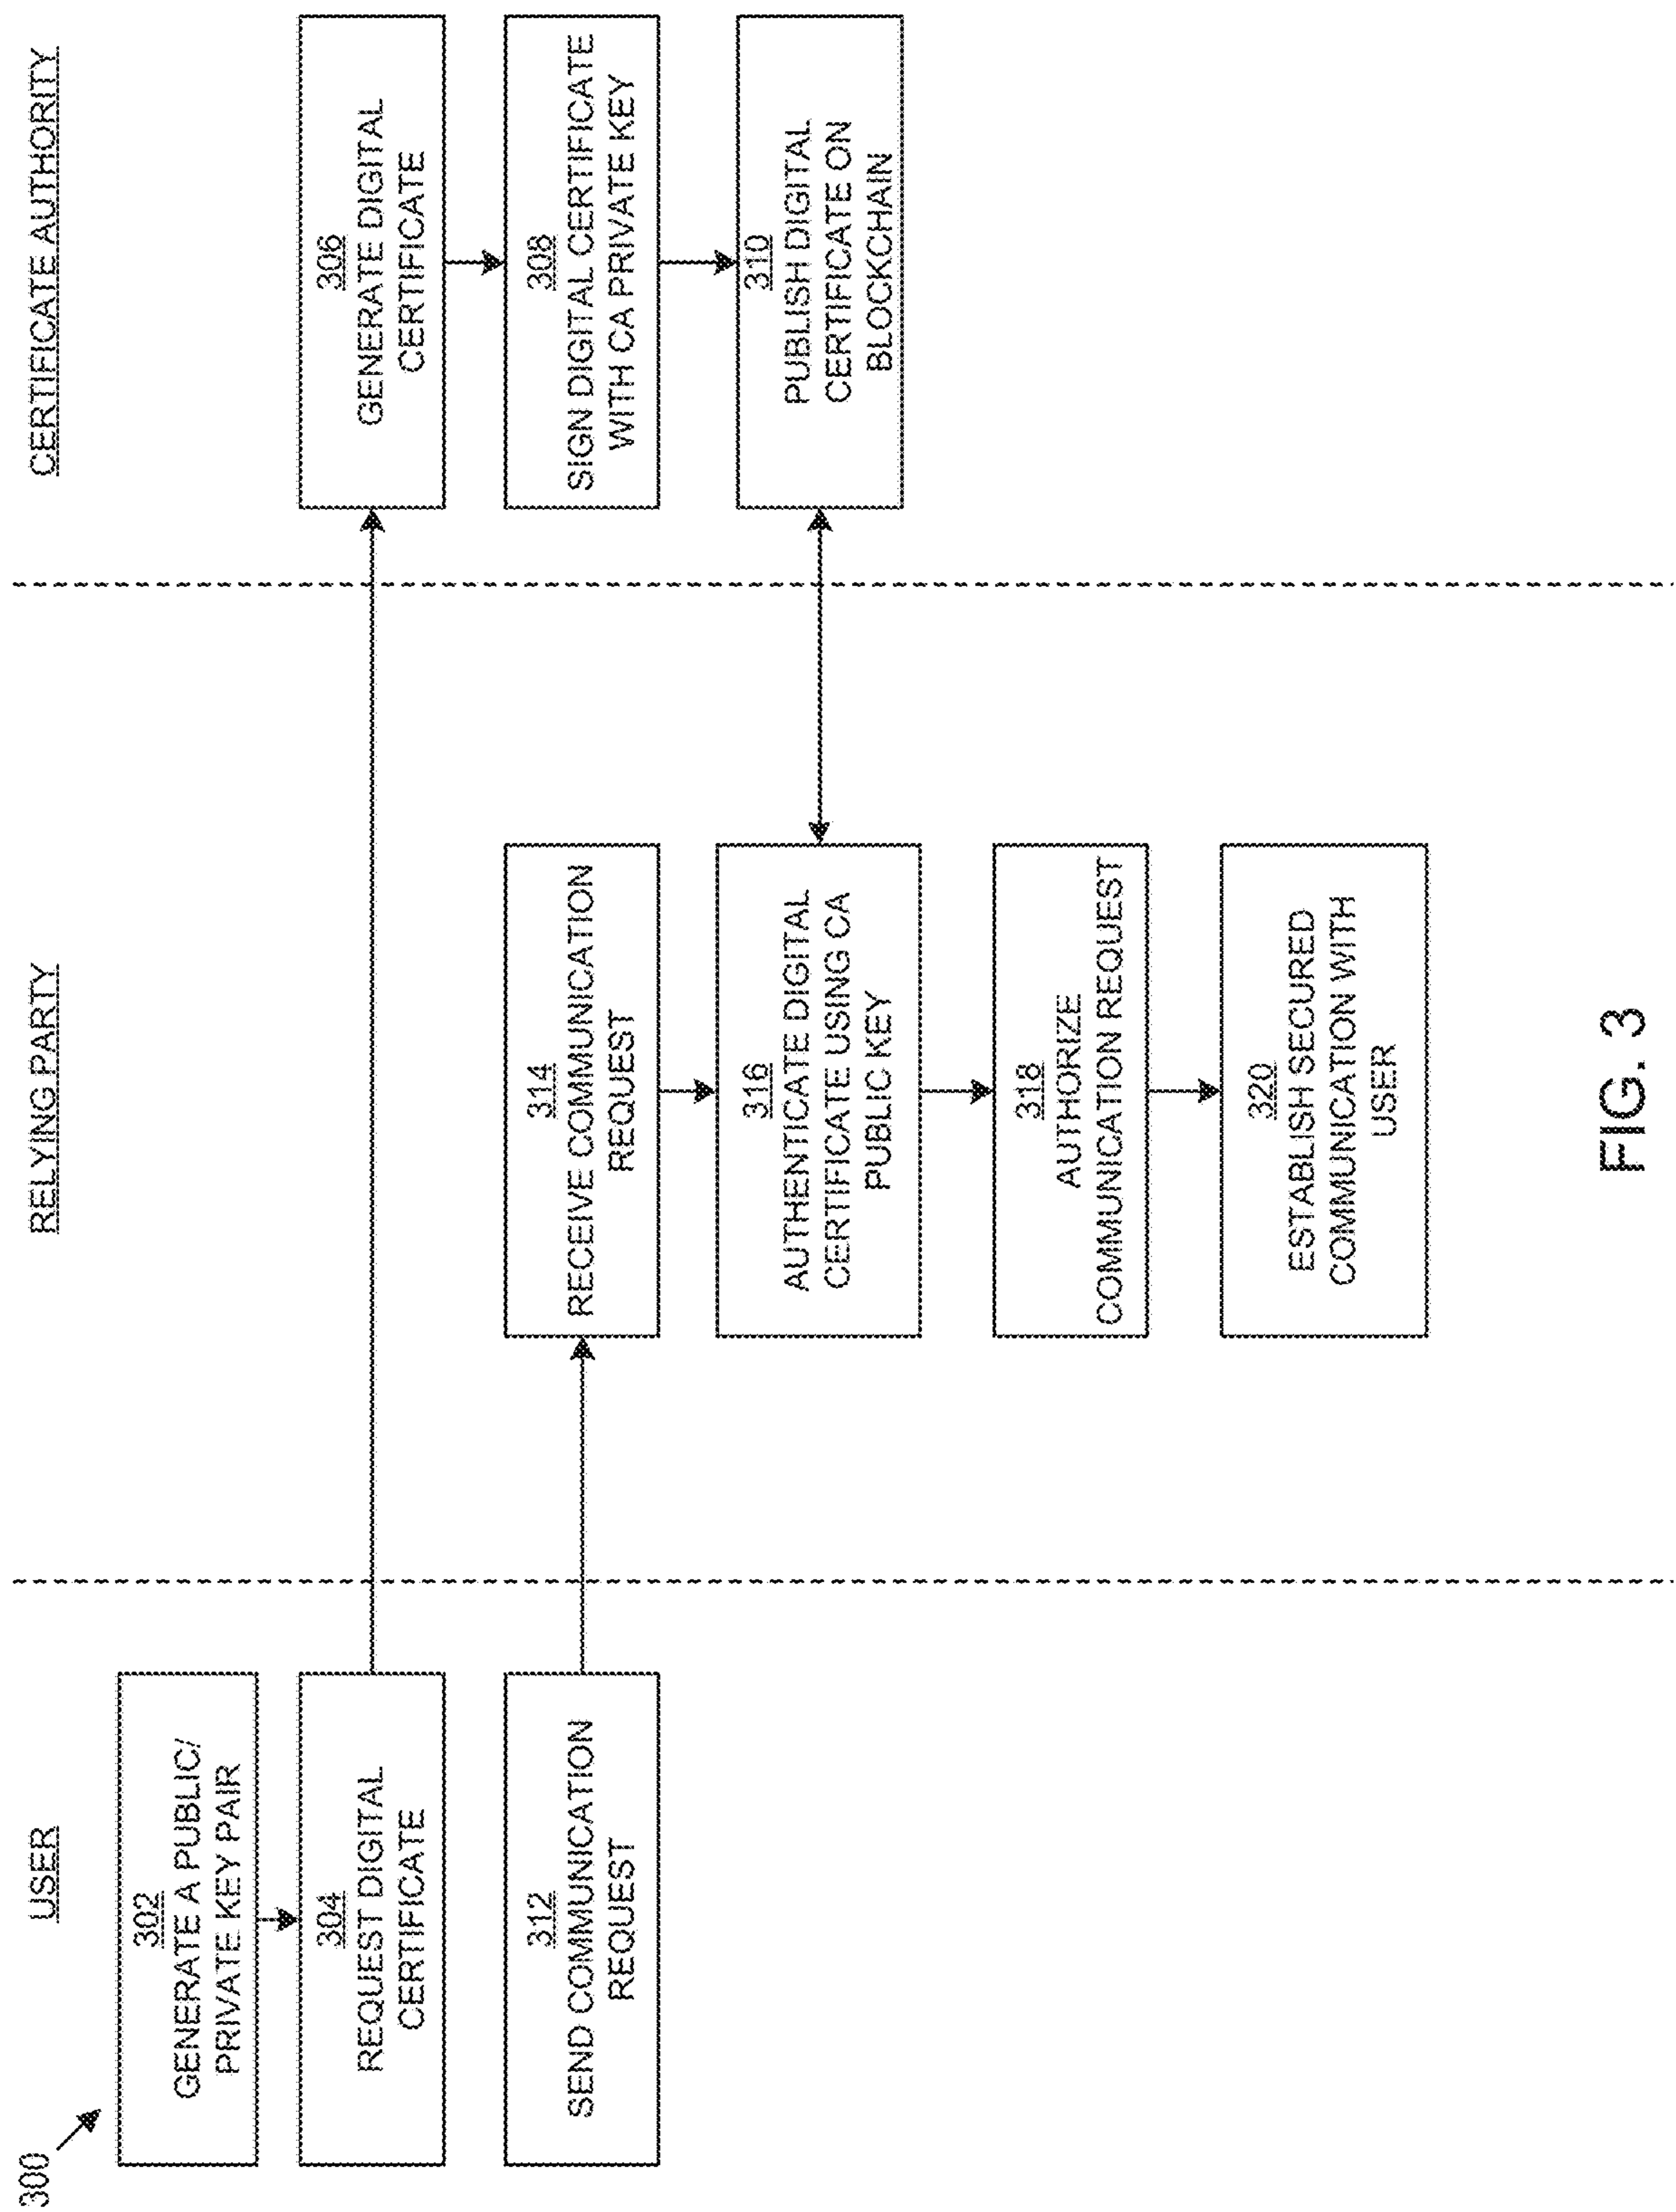 300
USER
RELYING PARTY
CERTIFICATE AUTHORITY
302
GENERATE A PUBLIC/
PRIVATE KEY PAIR
304
REQUEST DIGITAL
CERTIFICATE
306
GENERATE DIGITAL
CERTIFICATE
312
SEND COMMUNICATION
REQUEST
314
RECEIVE COMMUNICATION
REQUEST
308
SIGN DIGITAL CERTIFICATE
WITH CA PRIVATE KEY
316
AUTHENTICATE DIGITAL
CERTIFICATE USING CA
PUBLIC KEY
310
PUBLISH DIGITAL
CERTIFICATE ON
BLOCKCHAIN
318
AUTHORIZE
COMMUNICATION REQUEST
320
ESTABLISH SECURED
COMMUNICATION WITH
USER
FIG. 3